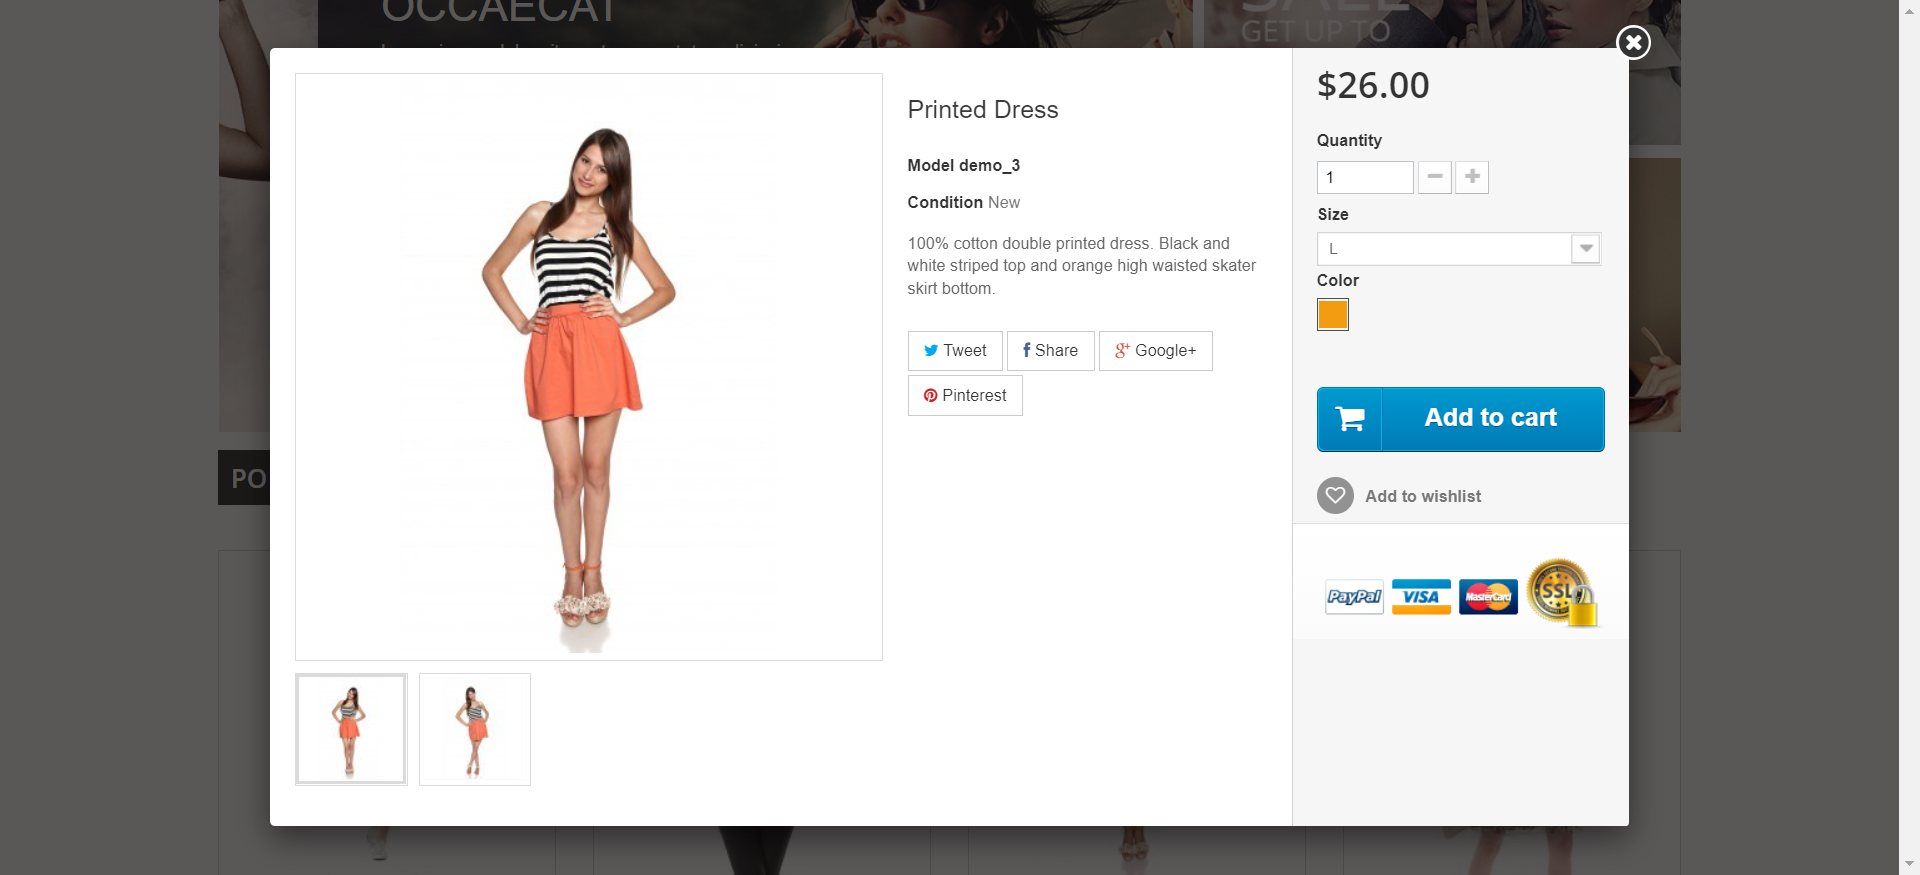 OCCAECAT
SALE
GET UP TO
$26.00
Printed Dress
Quantity
Model demo_3
1
Condition New
Size
L
100% cotton double printed dress. Black and
white striped top and orange high waisted skater
skirt bottom.
Color
Tweet
Share
Google+
Pinterest
Add to cart
Add to wishlist
PayPal
VISA
MasterCard
SSL
PO